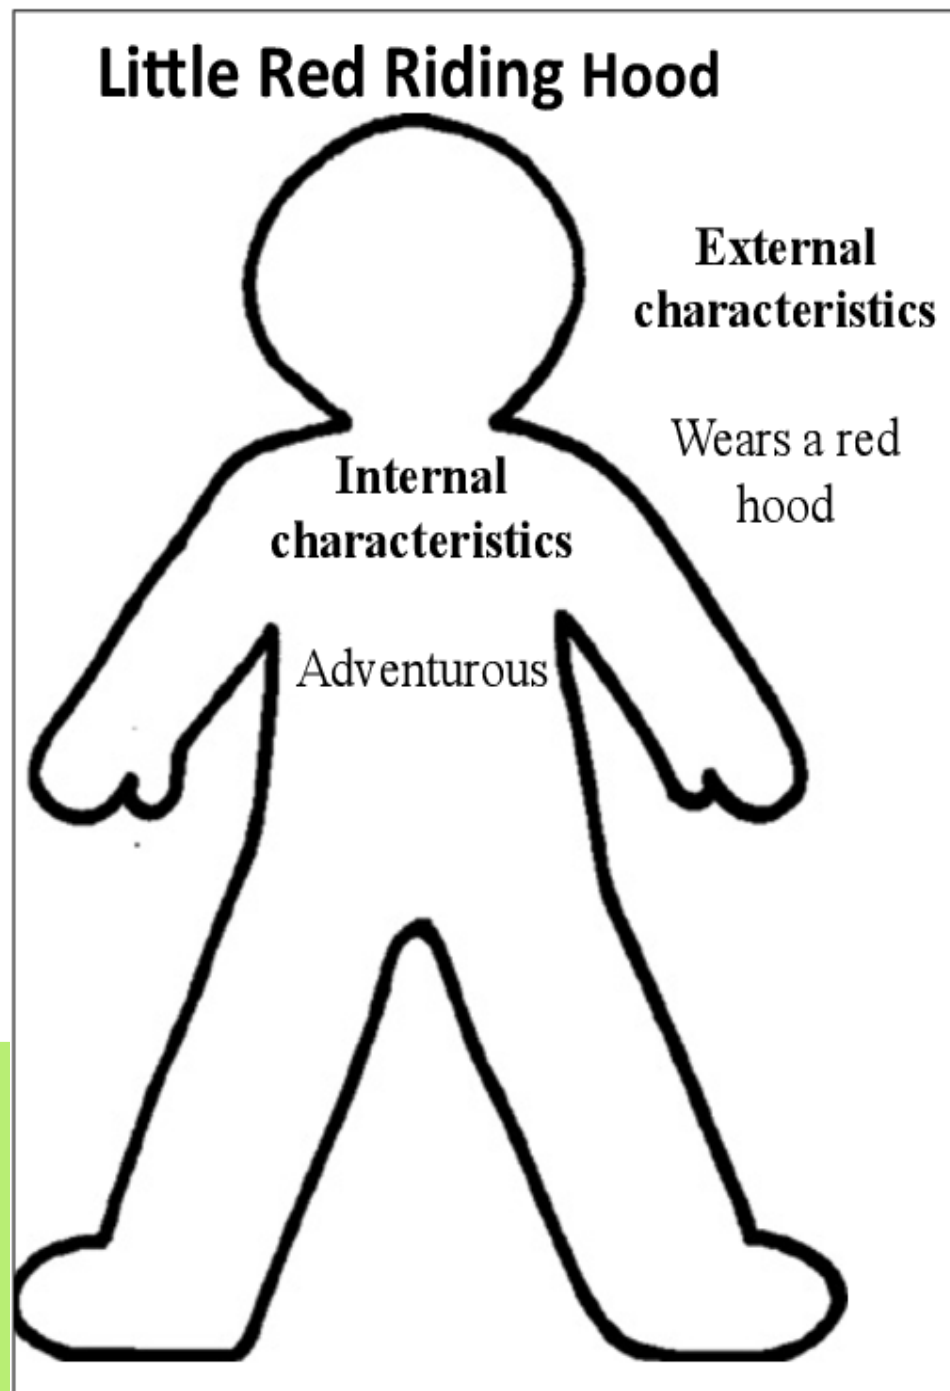 Little Red Riding Hood
External
characteristics
Wears a red
hood
Internal
characteristics
Adventurous